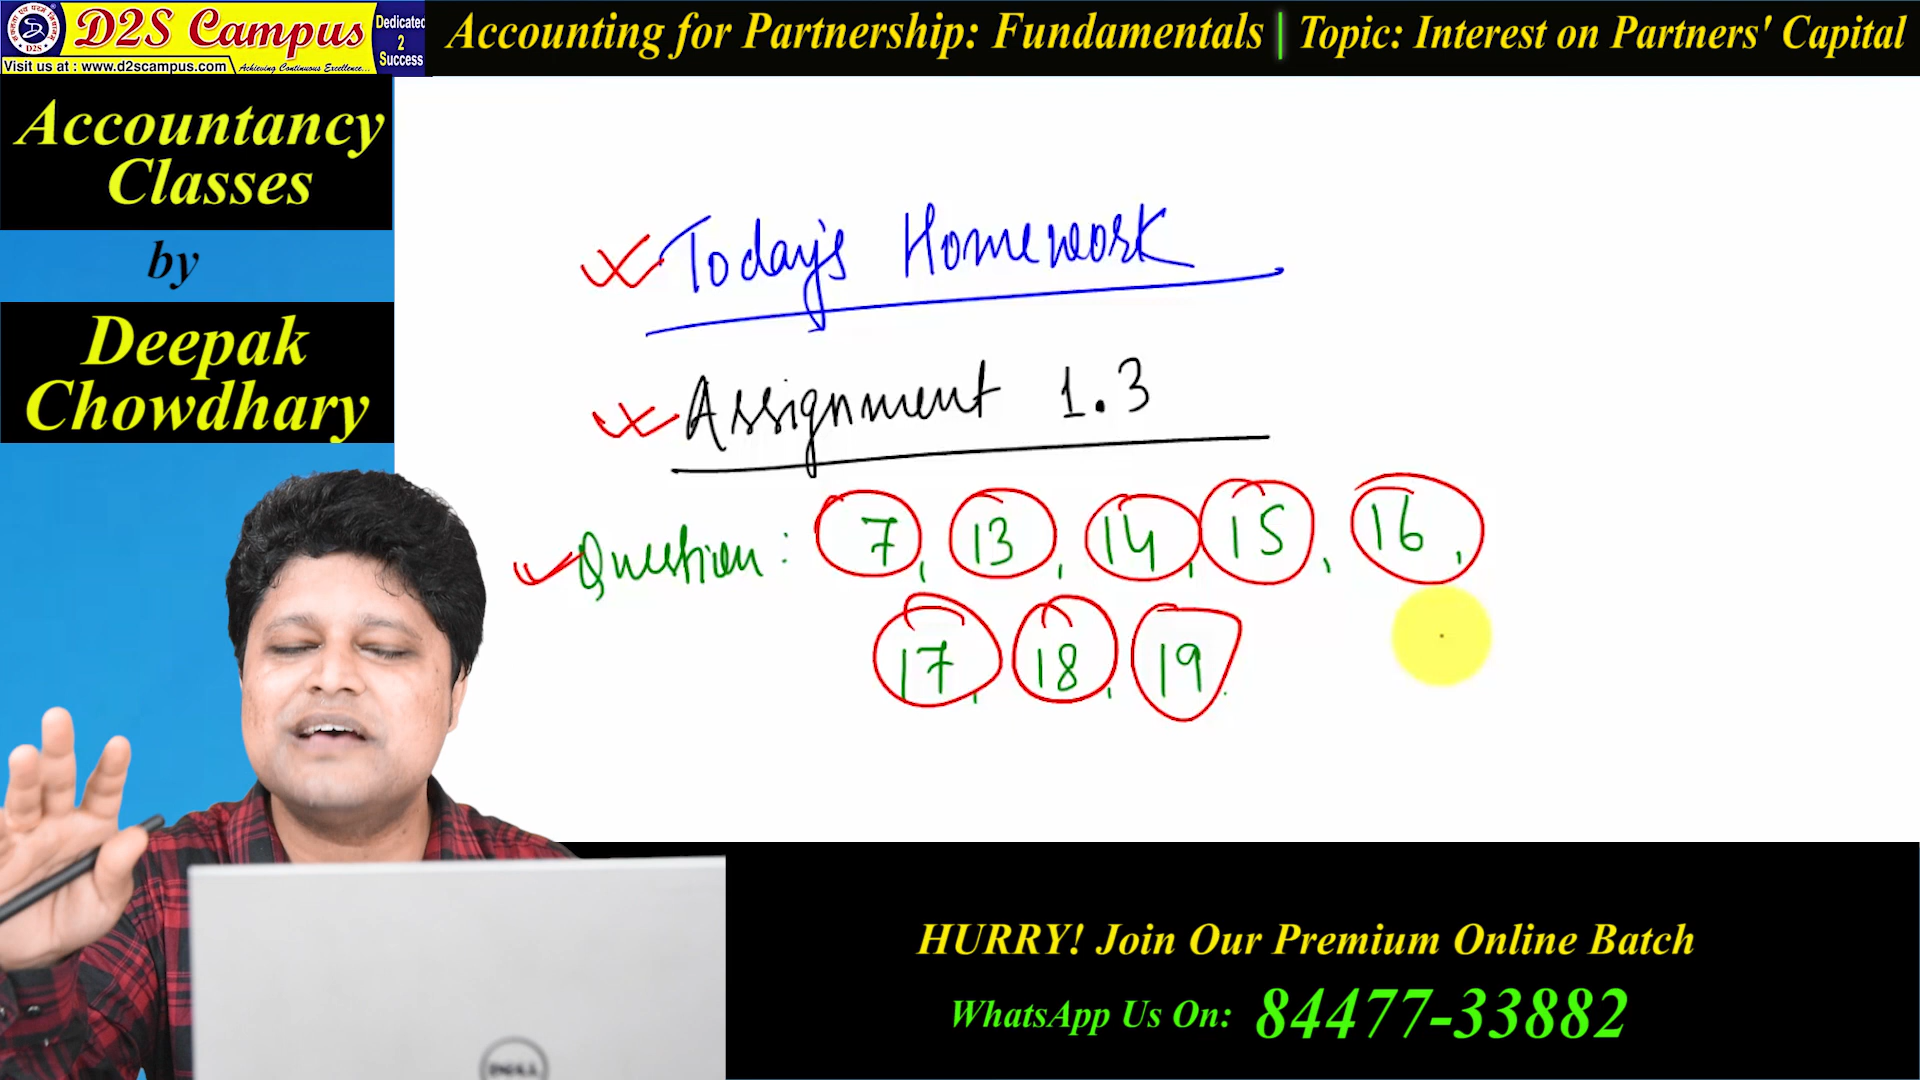 D2S Campus
Dedicated
2
Success
D2S
Visit us at : www.d2scampus.com
Achieving Continuous Excellence...
Accounting for Partnership: Fundamentals | Topic: Interest on Partners' Capital
Accountancy
Classes
by
Deepak
Chowdhary
Today's Homework
Assignment 1.3
Question: 7, 13, 14, 15, 16,
17, 18, 19.
DELL
HURRY! Join Our Premium Online Batch
WhatsApp Us On: 84477-33882